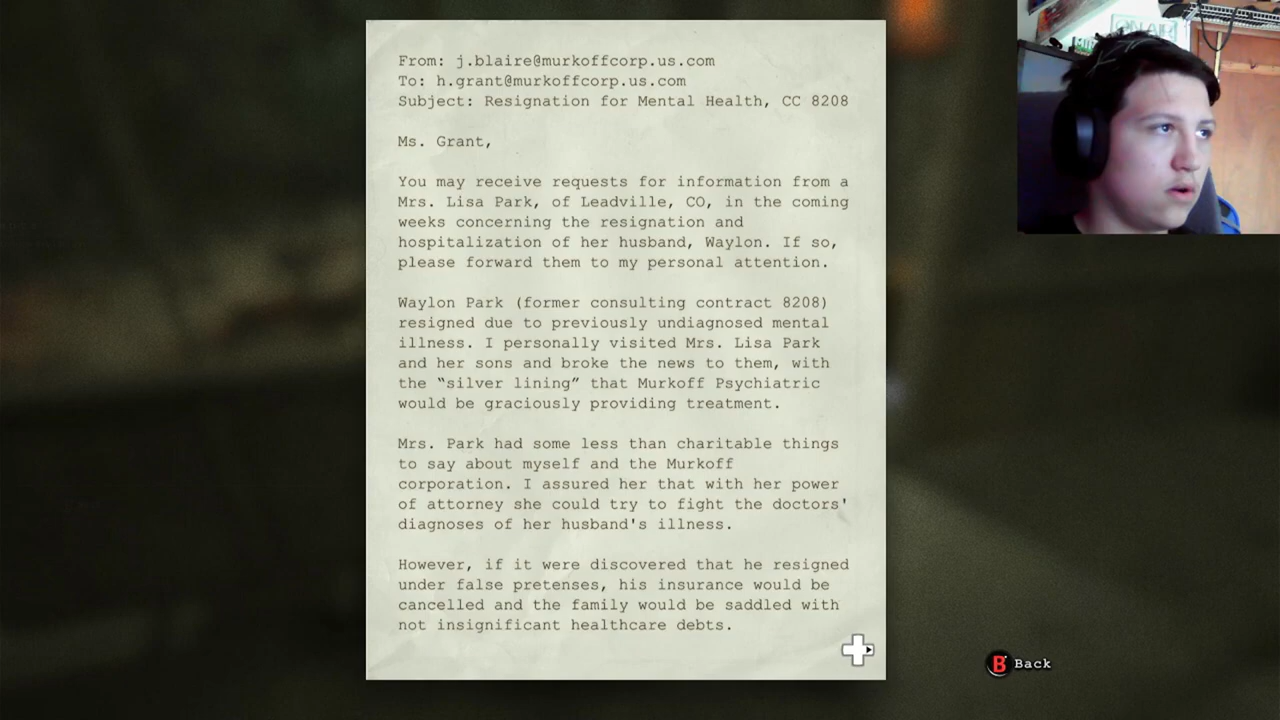 From: j.blaire@murkoffcorp.us.com
To: h.grant@murkoffcorp.us.com
Subject: Resignation for Mental Health, CC 8208
Ms. Grant,
You may receive requests for information from a
Mrs. Lisa Park, of Leadville, CO, in the coming
weeks concerning the resignation and
hospitalization of her husband, Waylon. If so,
please forward them to my personal attention.
Waylon Park (former consulting contract 8208)
resigned due to previously undiagnosed mental
illness. I personally visited Mrs. Lisa Park
and her sons and broke the news to them, with
the “silver lining” that Murkoff Psychiatric
would be graciously providing treatment.
Mrs. Park had some less than charitable things
to say about myself and the Murkoff
corporation. I assured her that with her power
of attorney she could try to fight the doctors'
diagnoses of her husband's illness.
However, if it were discovered that he resigned
under false pretenses, his insurance would be
cancelled and the family would be saddled with
not insignificant healthcare debts.
B Back
ON AIR